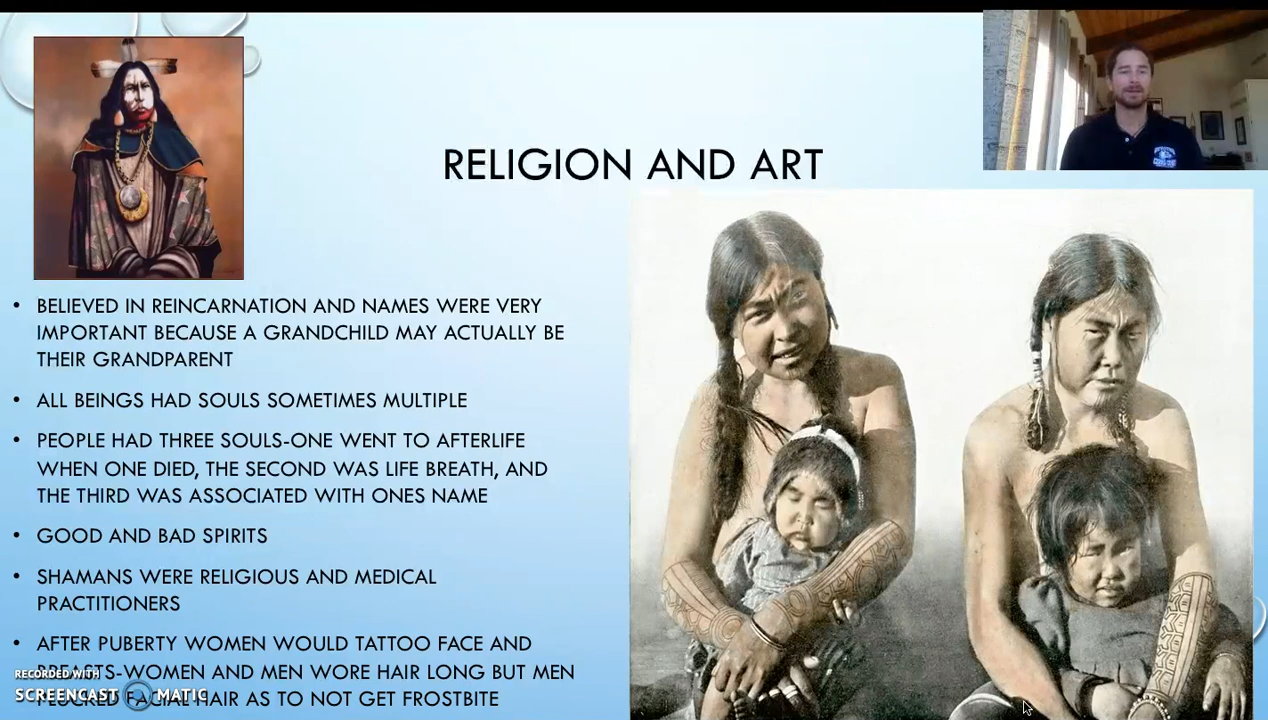 RELIGION AND ART
• BELIEVED IN REINCARNATION AND NAMES WERE VERY
IMPORTANT BECAUSE A GRANDCHILD MAY ACTUALLY BE
THEIR GRANDPARENT
• ALL BEINGS HAD SOULS SOMETIMES MULTIPLE
• PEOPLE HAD THREE SOULS-ONE WENT TO AFTERLIFE
WHEN ONE DIED, THE SECOND WAS LIFE BREATH, AND
THE THIRD WAS ASSOCIATED WITH ONES NAME
• GOOD AND BAD SPIRITS
• SHAMANS WERE RELIGIOUS AND MEDICAL
PRACTITIONERS
• AFTER PUBERTY WOMEN WOULD TATTOO FACE AND
BREASTS-WOMEN AND MEN WORE HAIR LONG BUT MEN
PLUCKED FACIAL HAIR AS TO NOT GET FROSTBITE
RECORDED WITH
SCREENCAST MATIC